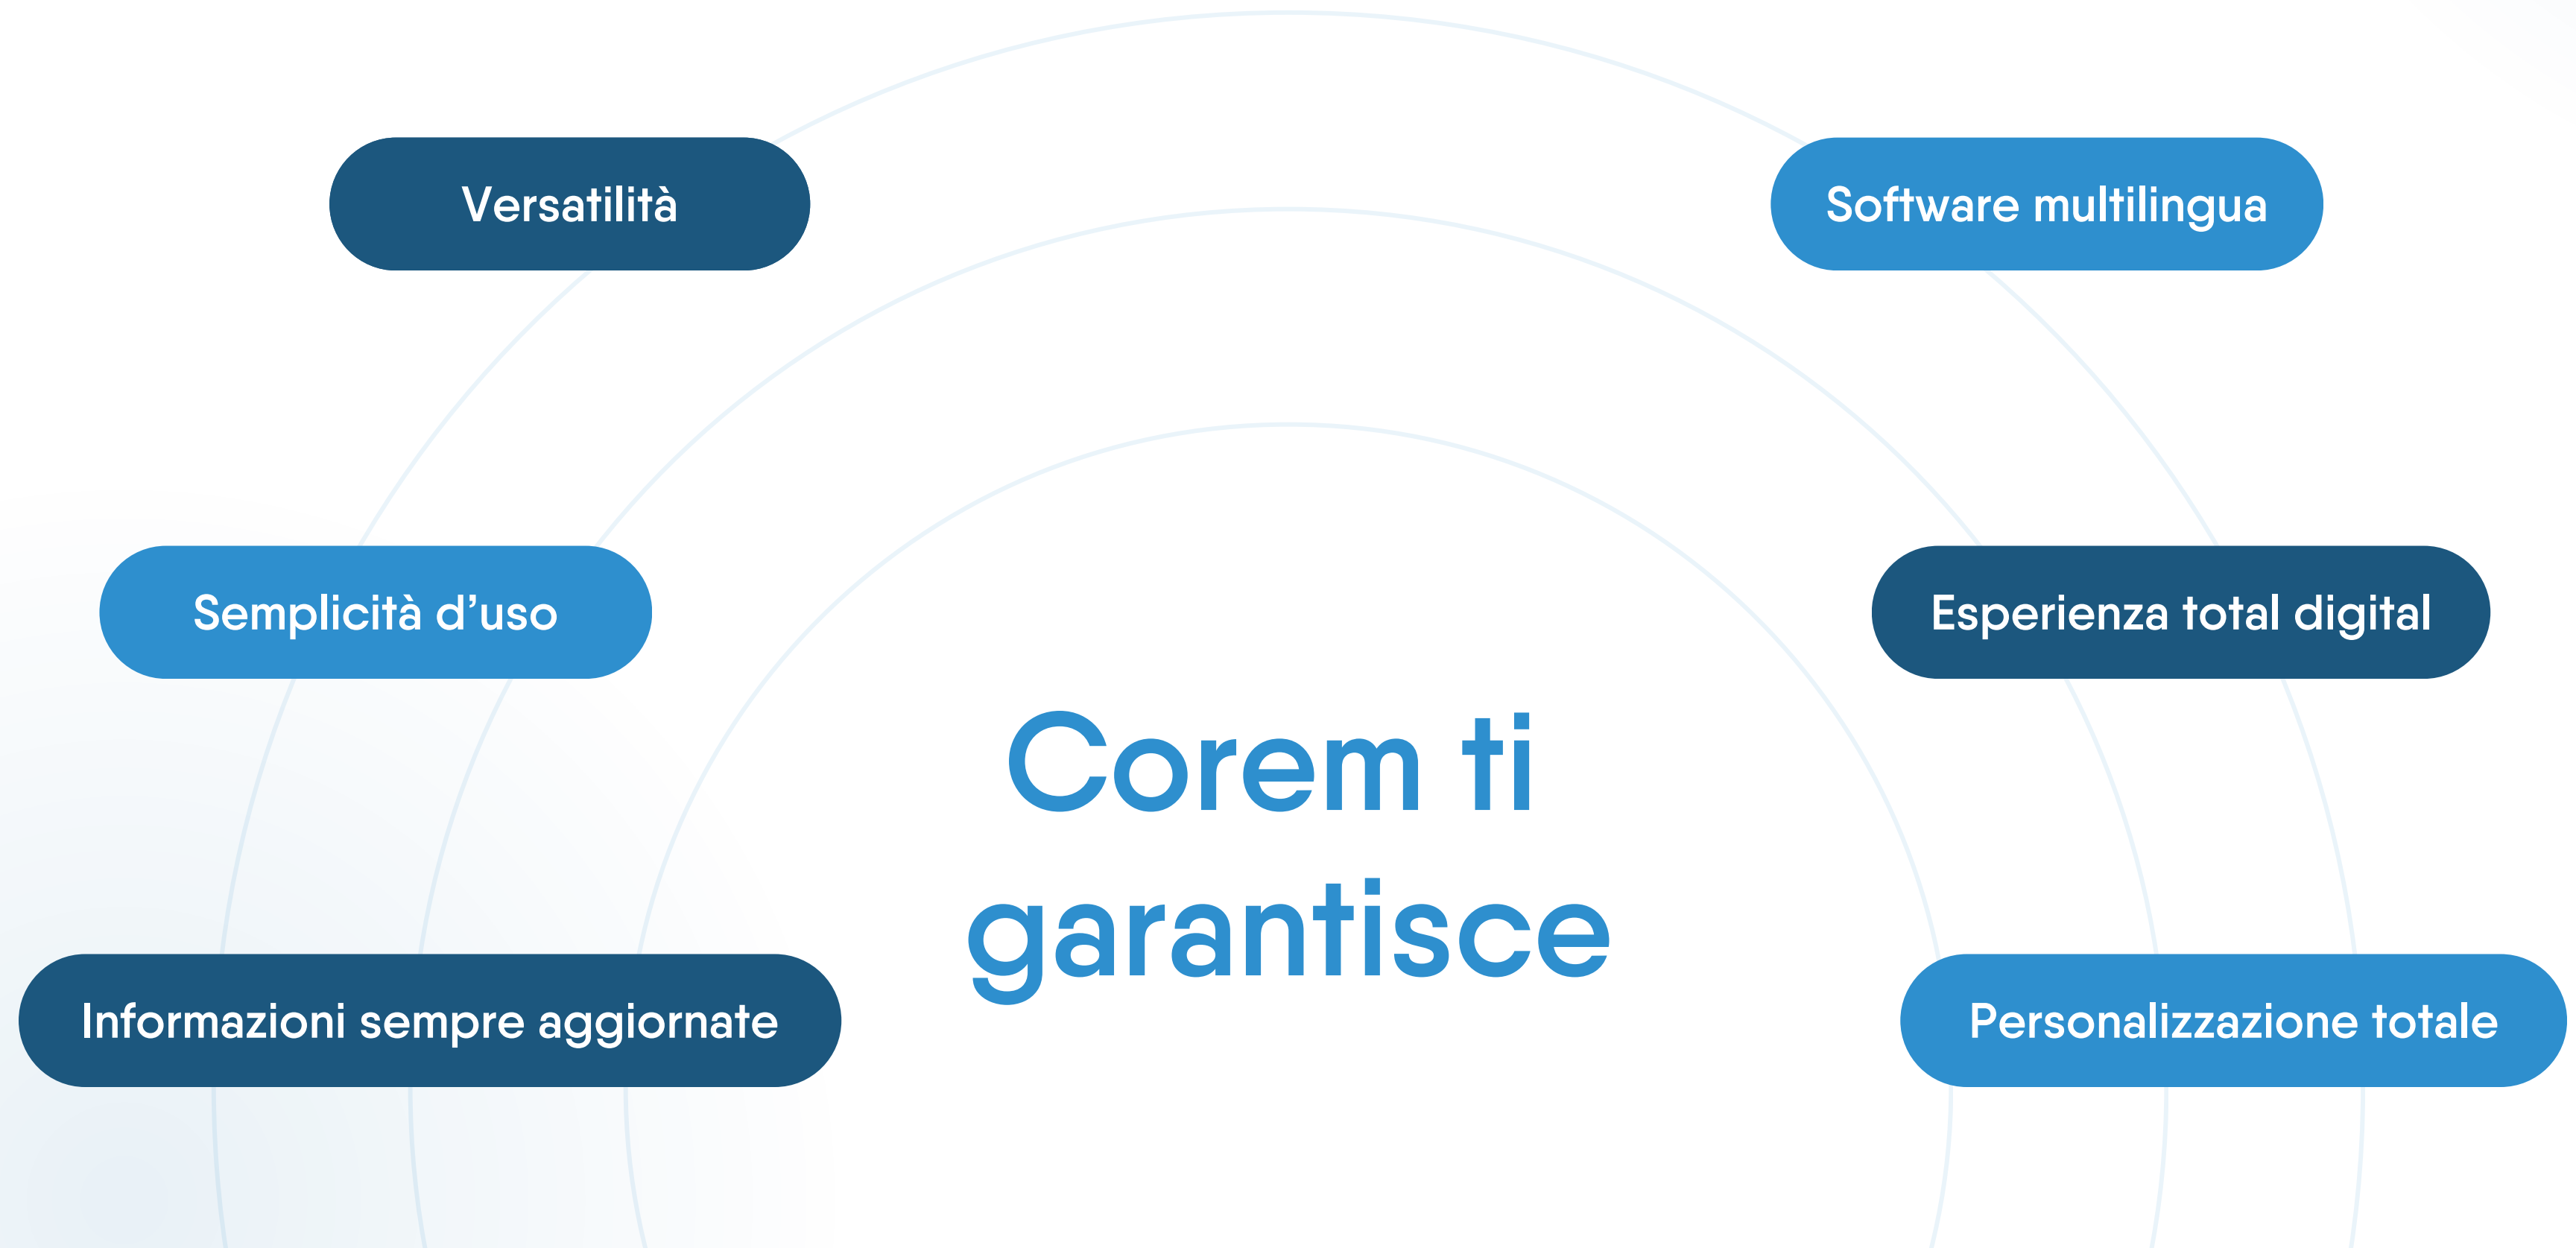 Versatilità
Software multilingua
Semplicità d’uso
Esperienza total digital
Corem ti
garantisce
Informazioni sempre aggiornate
Personalizzazione totale